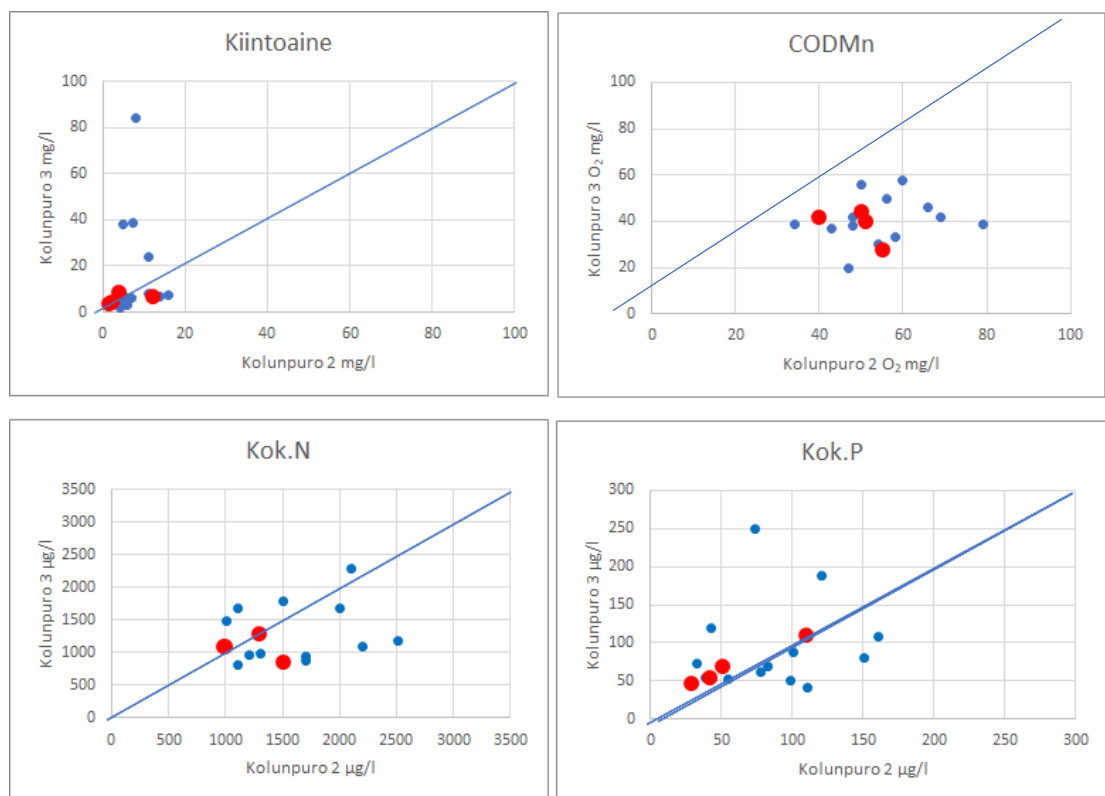 Kiintoaine
100
80
60
40
20
0
0 20 40 60 80 100
Kolunpuro 3 mg/l
Kolunpuro 2 mg/l
CODMn
100
80
60
40
20
0
0 20 40 60 80 100
Kolunpuro 3 O₂ mg/l
Kolunpuro 2 O₂ mg/l
Kok.N
3500
3000
2500
2000
1500
1000
500
0
0 500 1000 1500 2000 2500 3000 3500
Kolunpuro 3 µg/l
Kolunpuro 2 µg/l
Kok.P
300
250
200
150
100
50
0
0 50 100 150 200 250 300
Kolunpuro 3 µg/l
Kolunpuro 2 µg/l